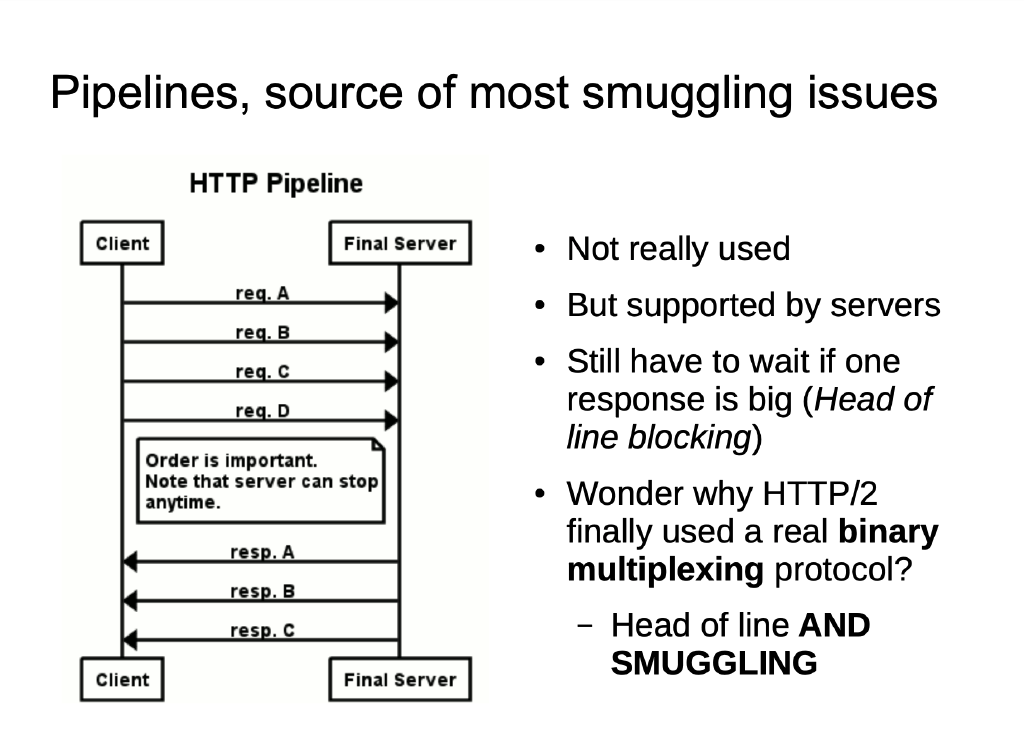 Pipelines, source of most smuggling issues
HTTP Pipeline
Client
Final Server
req. A
req. B
req. C
req. D
Order is important.
Note that server can stop
anytime.
resp. A
resp. B
resp. C
Client
Final Server
• Not really used
• But supported by servers
• Still have to wait if one
response is big (Head of
line blocking)
• Wonder why HTTP/2
finally used a real binary
multiplexing protocol?
– Head of line AND
SMUGGLING